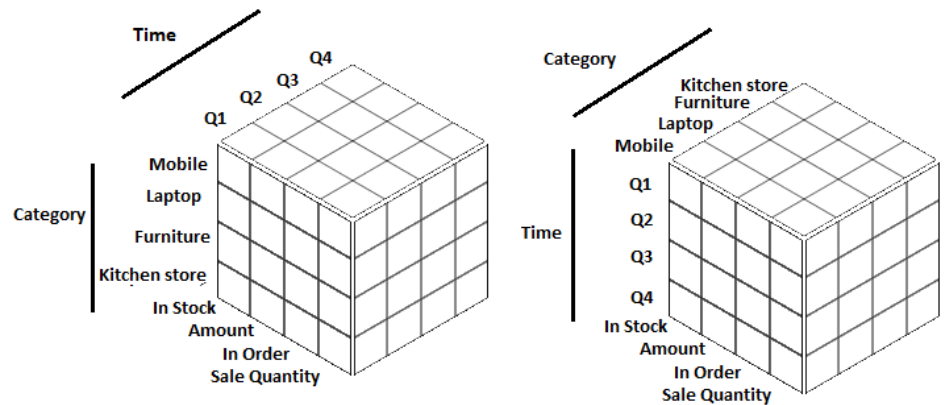 Time
Q4
Q3
Q2
Q1
Mobile
Laptop
Category
Furniture
Kitchen store
In Stock
Amount
In Order
Sale Quantity
Category
Kitchen store
Furniture
Laptop
Mobile
Q1
Q2
Time
Q3
Q4
In Stock
Amount
In Order
Sale Quantity